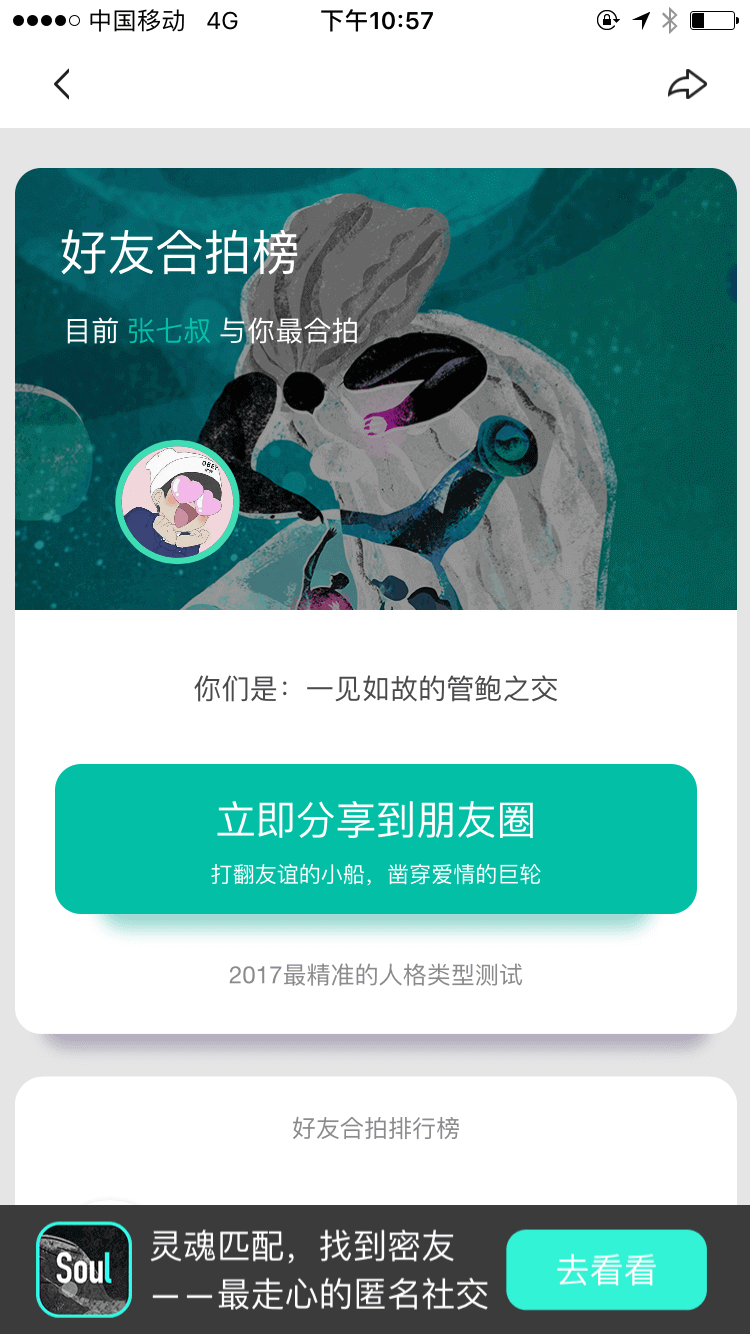 中国移动 4G 下午10:57
好友合拍榜
目前 张七叔 与你最合拍
OBEY
你们是：一见如故的管鲍之交
立即分享到朋友圈
打翻友谊的小船，凿穿爱情的巨轮
2017最精准的人格类型测试
好友合拍排行榜
Soul
灵魂匹配，找到密友
——最走心的匿名社交
去看看